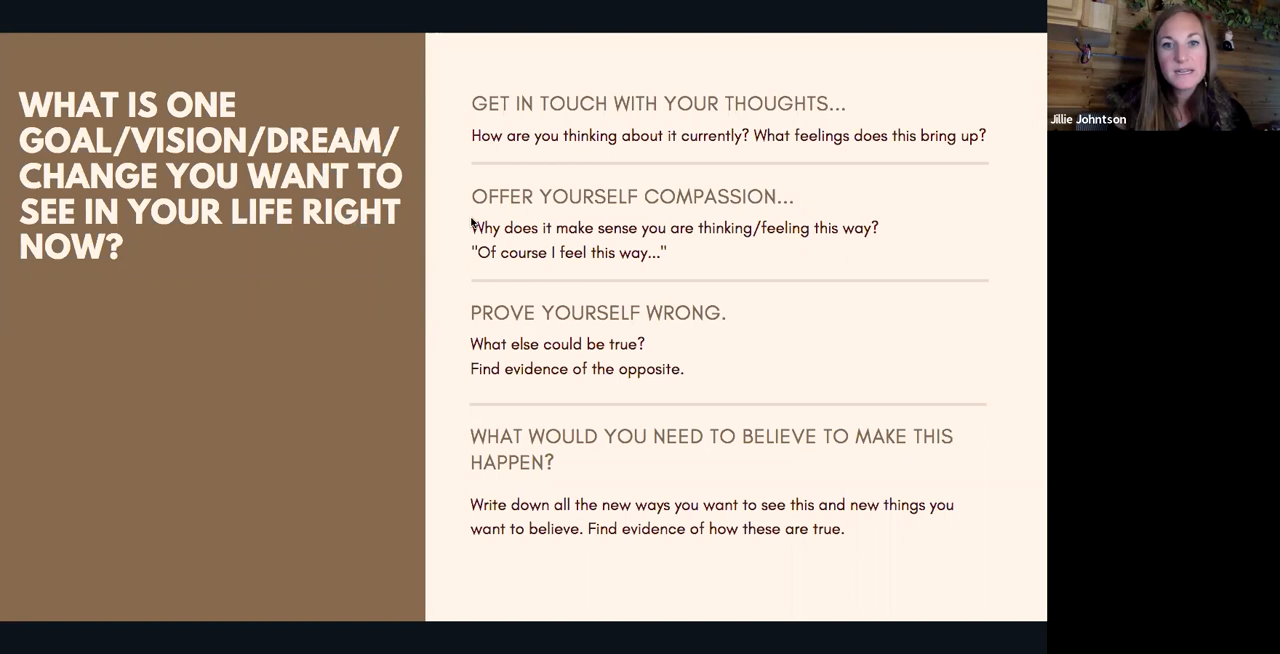 WHAT IS ONE
GOAL/VISION/DREAM/
CHANGE YOU WANT TO
SEE IN YOUR LIFE RIGHT
NOW?
GET IN TOUCH WITH YOUR THOUGHTS...
How are you thinking about it currently? What feelings does this bring up?
OFFER YOURSELF COMPASSION...
Why does it make sense you are thinking/feeling this way?
"Of course I feel this way..."
PROVE YOURSELF WRONG.
What else could be true?
Find evidence of the opposite.
WHAT WOULD YOU NEED TO BELIEVE TO MAKE THIS
HAPPEN?
Write down all the new ways you want to see this and new things you
want to believe. Find evidence of how these are true.
Jillie Johntson